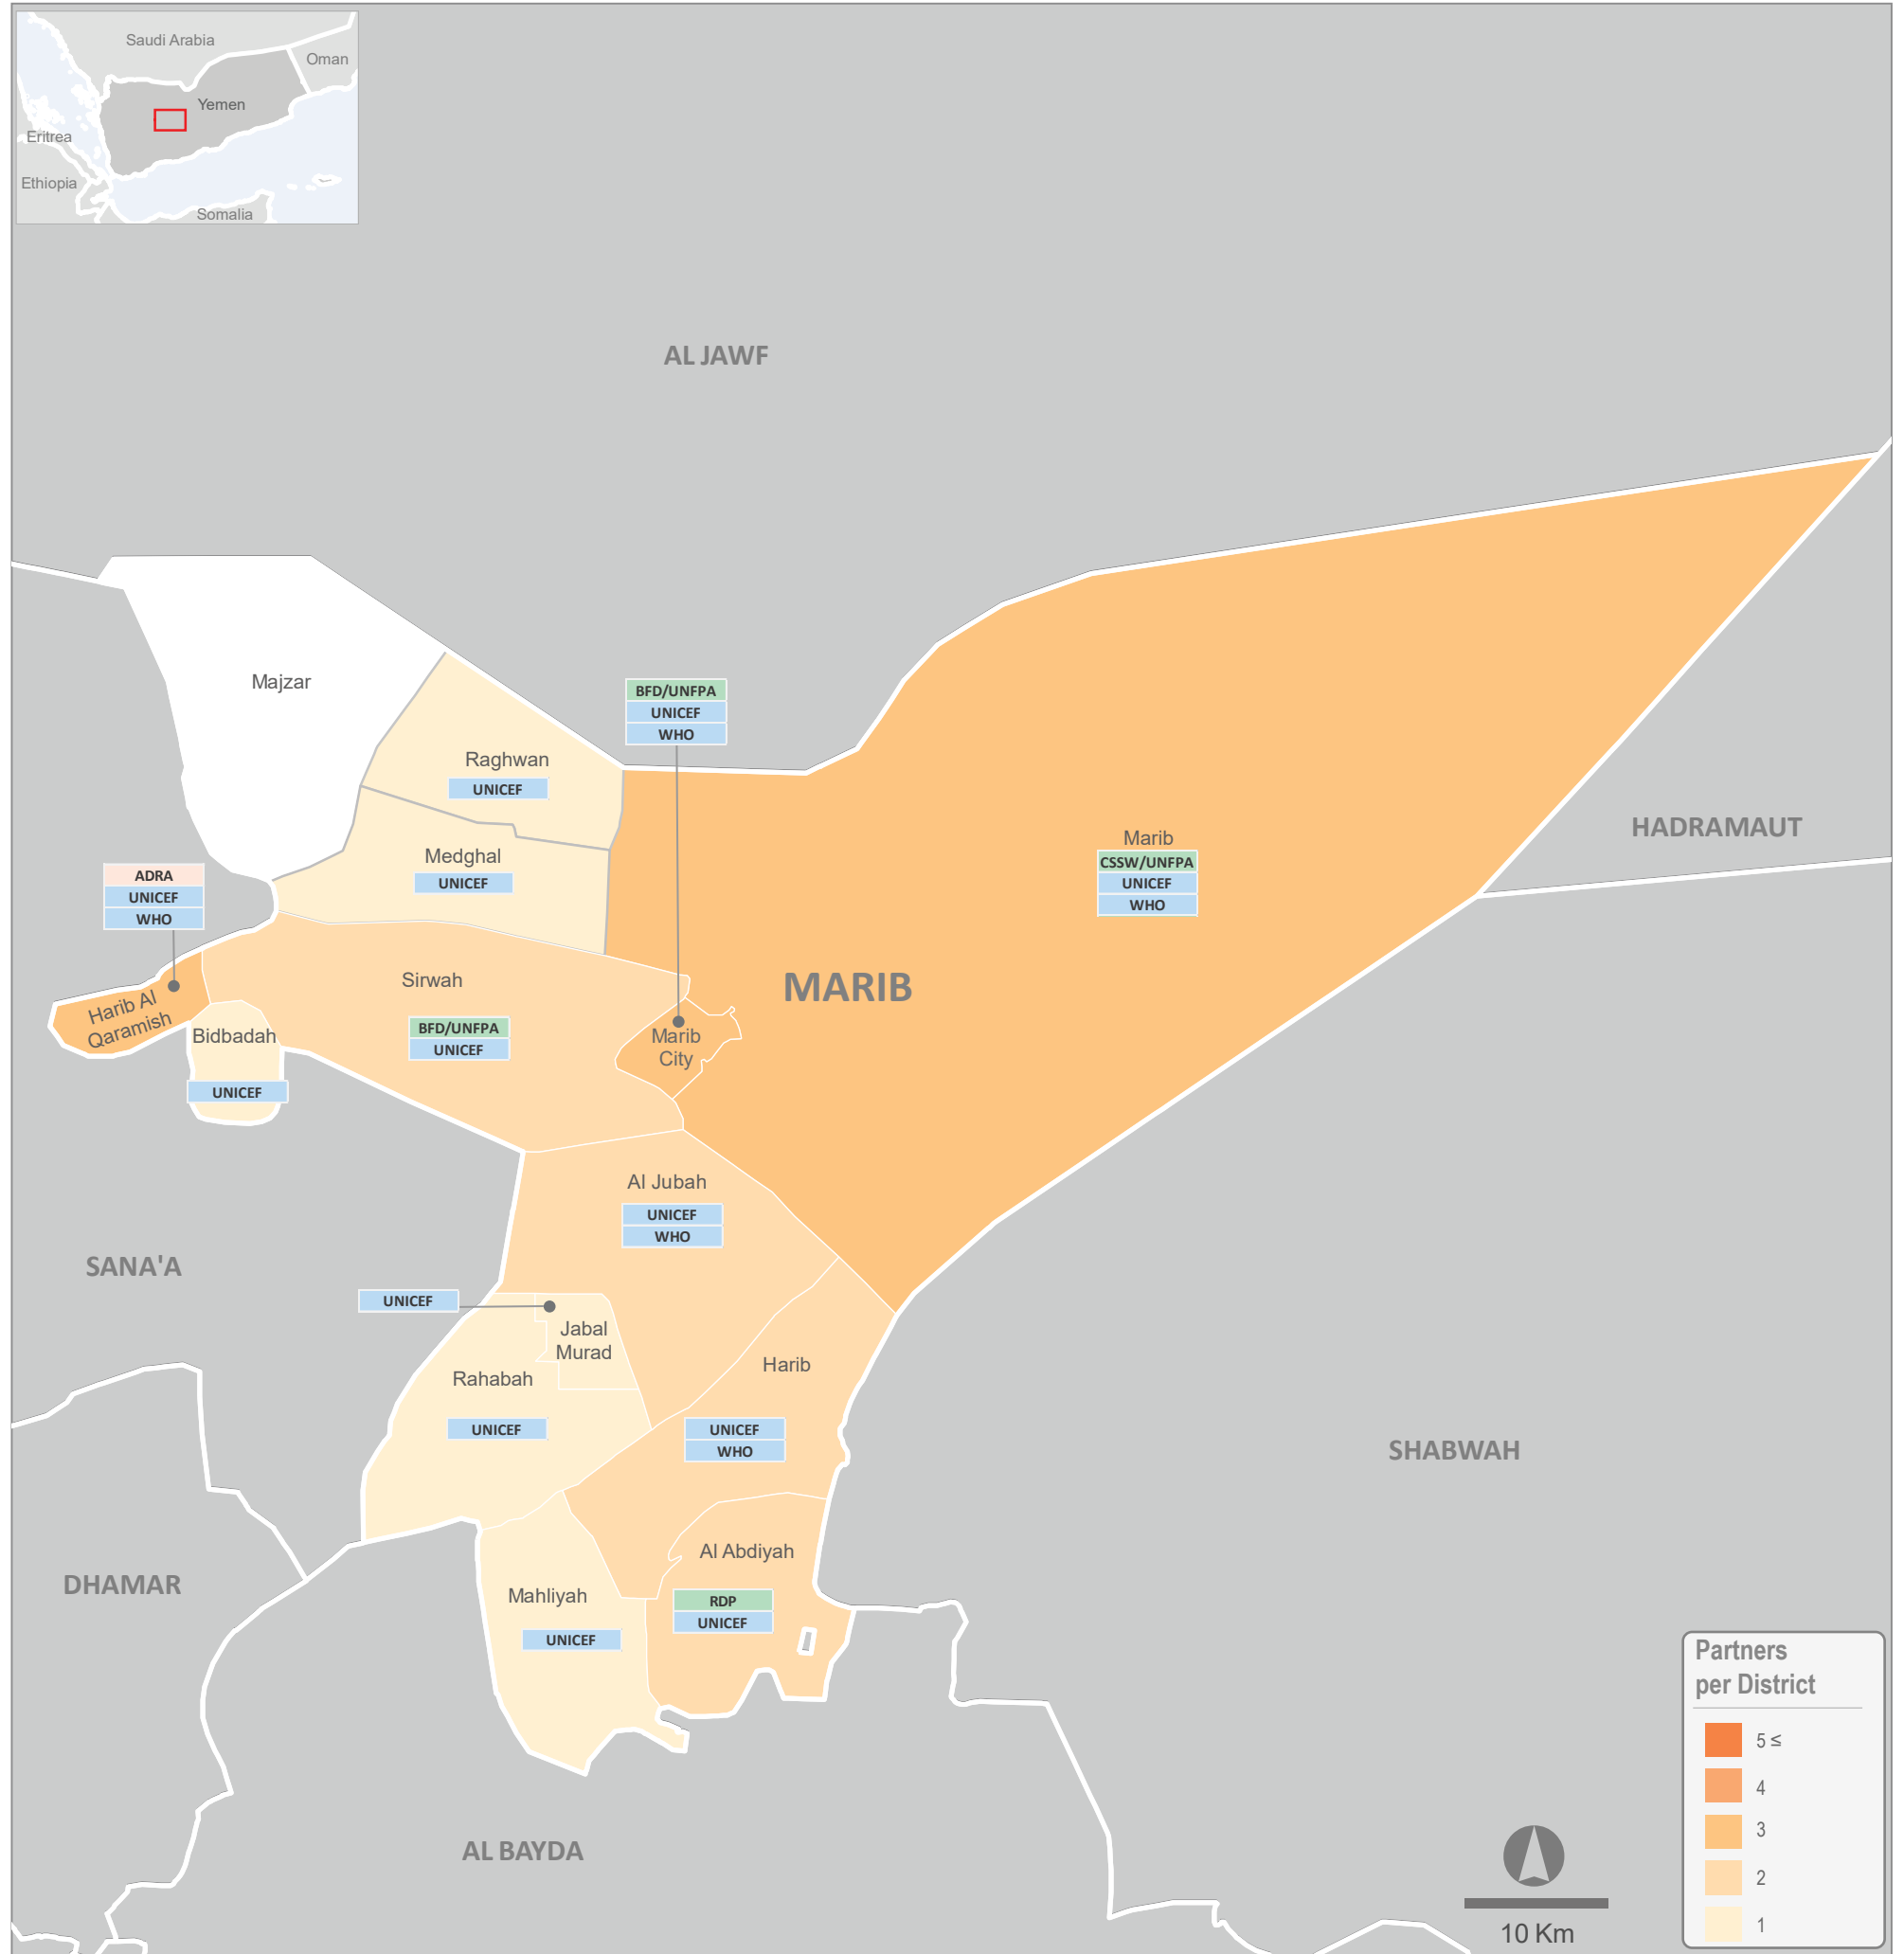 Saudi Arabia
Oman
Yemen
Eritrea
Ethiopia
Somalia
AL JAWF
Majzar
BFD/UNFPA
UNICEF
WHO
Raghwan
UNICEF
HADRAMAUT
Marib
CSSW/UNFPA
UNICEF
WHO
Medghal
UNICEF
ADRA
UNICEF
WHO
Sirwah
BFD/UNFPA
UNICEF
MARIB
Harib Al
Qaramish
Bidbadah
UNICEF
Marib
City
Al Jubah
UNICEF
WHO
SANA'A
UNICEF
Jabal
Murad
Harib
UNICEF
WHO
Rahabah
UNICEF
SHABWAH
Al Abdiyah
RDP
UNICEF
DHAMAR
Mahliyah
UNICEF
AL BAYDA
Partners
per District
5 ≤
4
3
2
1
10 Km